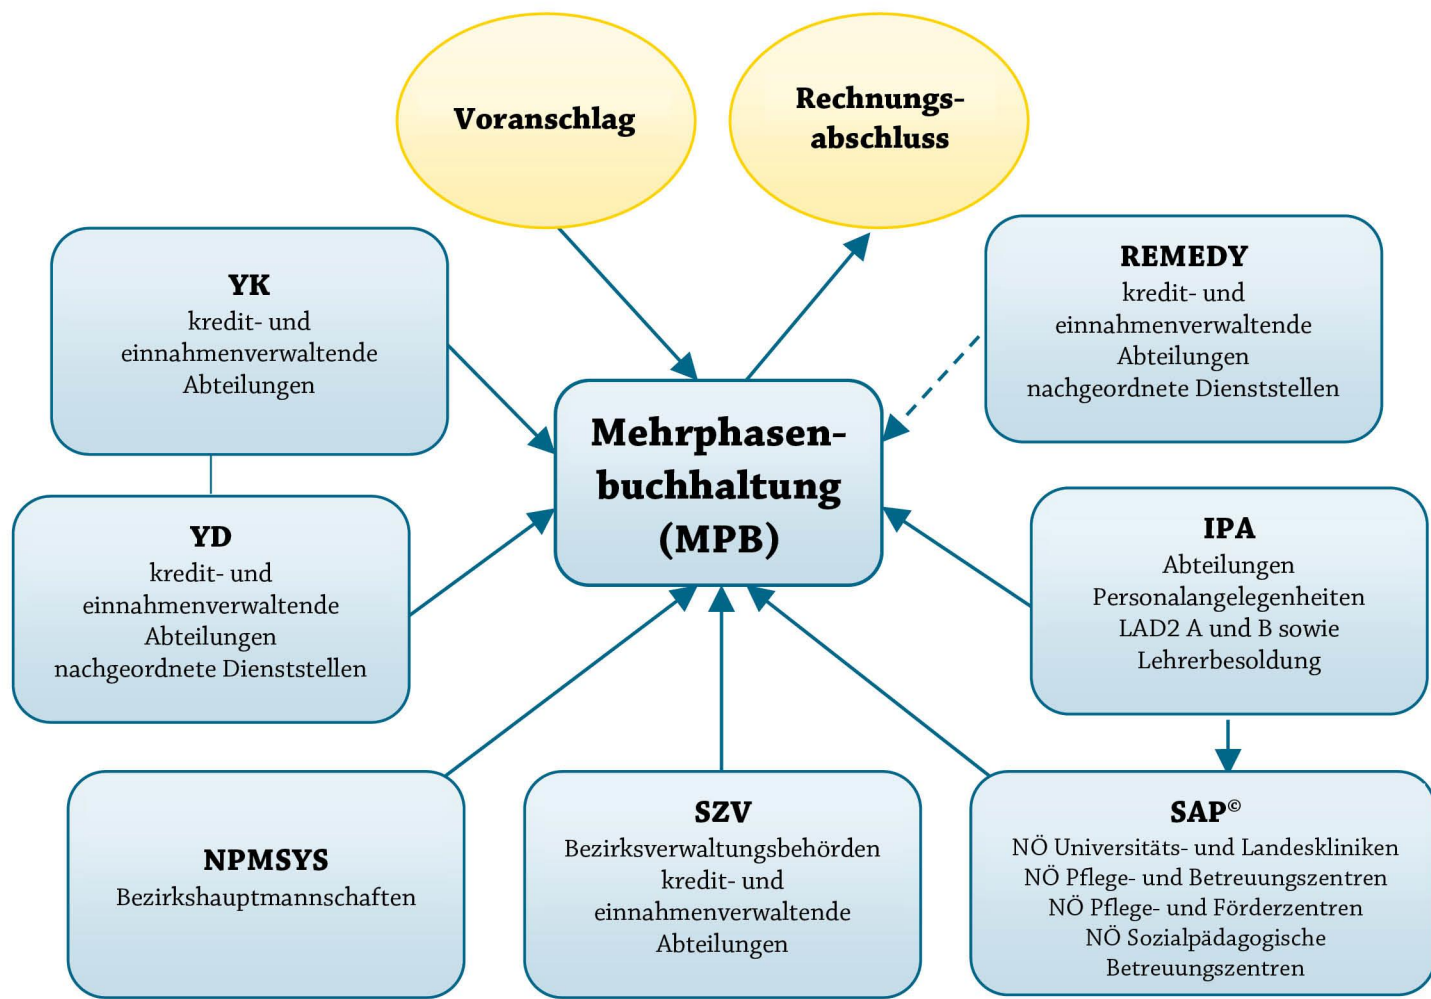 Voranschlag
Rechnungs-
abschluss
YK
kredit- und
einnahmenverwaltende
Abteilungen
REMEDY
kredit- und
einnahmenverwaltende
Abteilungen
nachgeordnete Dienststellen
Mehrphasen-
buchhaltung
(MPB)
YD
kredit- und
einnahmenverwaltende
Abteilungen
nachgeordnete Dienststellen
IPA
Abteilungen
Personalangelegenheiten
LAD2 A und B sowie
Lehrerbesoldung
NPMSYS
Bezirkshauptmannschaften
SZV
Bezirksverwaltungsbehörden
kredit- und
einnahmenverwaltende
Abteilungen
SAP©
NÖ Universitäts- und Landeskliniken
NÖ Pflege- und Betreuungszentren
NÖ Pflege- und Förderzentren
NÖ Sozialpädagogische
Betreuungszentren